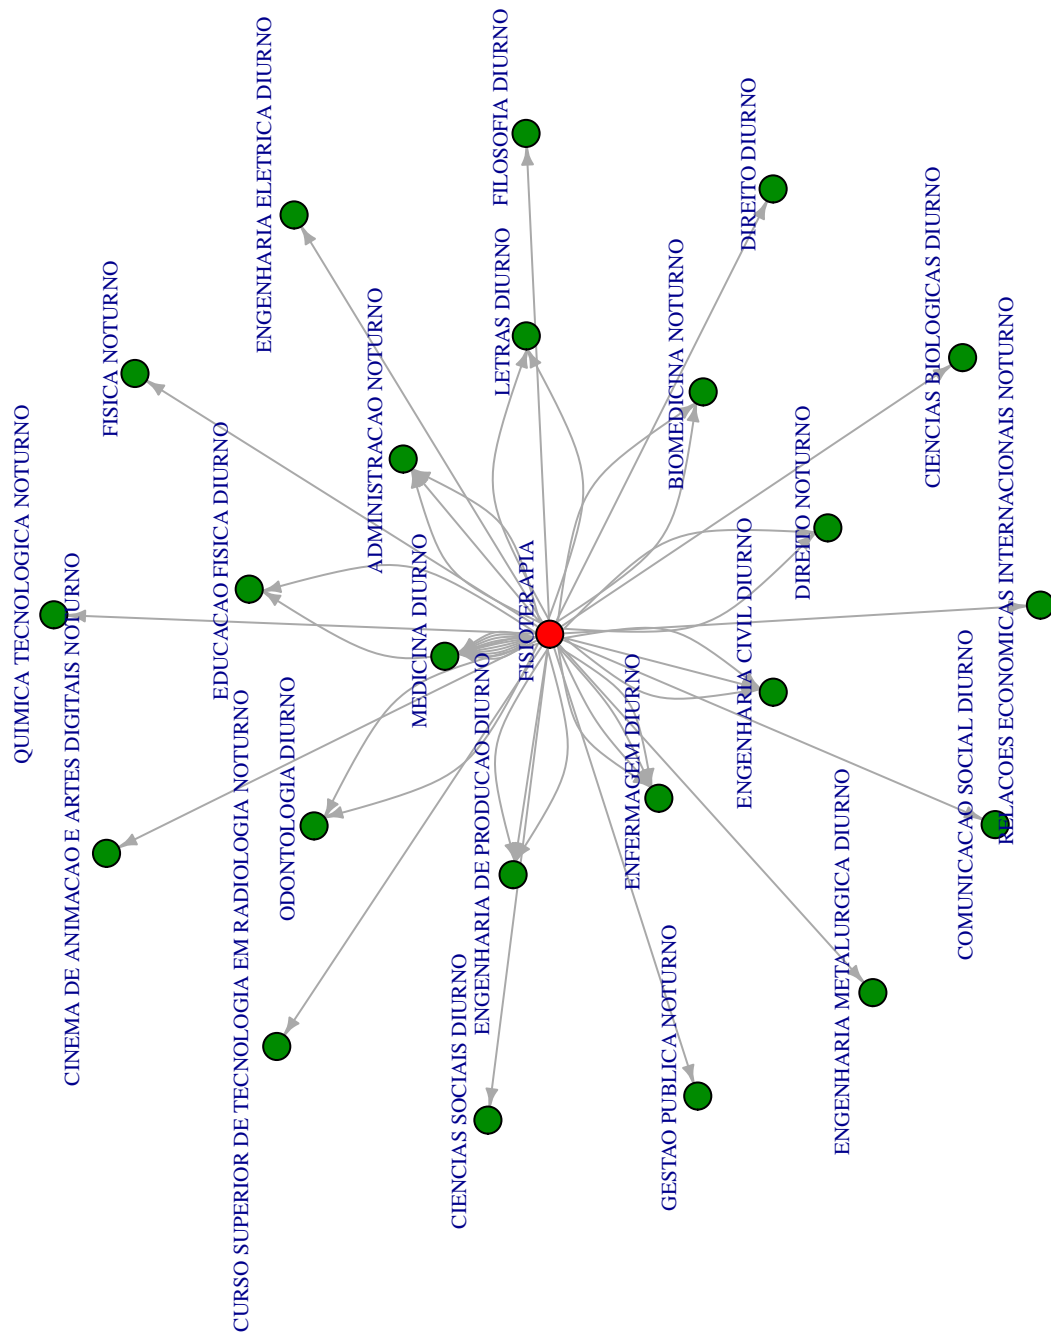 QUIMICA TECNOLOGICA NOTURNO
CINEMA DE ANIMACAO E ARTES DIGITAIS NOTURNO
FISICA NOTURNO
EDUCACAO FISICA DIURNO
CURSO SUPERIOR DE TECNOLOGIA EM RADIOLOGIA NOTURNO
ENGENHARIA ELETRICA DIURNO
ODONTOLOGIA DIURNO
ADMINISTRACAO NOTURNO
MEDICINA DIURNO
CIENCIAS SOCIAIS DIURNO
ENGENHARIA DE PRODUCAO DIURNO
FILOSOFIA DIURNO
LETRAS DIURNO
FISIOTERAPIA
ENFERMAGEM DIURNO
GESTAO PUBLICA NOTURNO
BIOMEDICINA NOTURNO
DIREITO DIURNO
ENGENHARIA CIVIL DIURNO
DIREITO NOTURNO
ENGENHARIA METALURGICA DIURNO
CIENCIAS BIOLOGICAS DIURNO
COMUNICACAO SOCIAL DIURNO
RELACOES ECONOMICAS INTERNACIONAIS NOTURNO